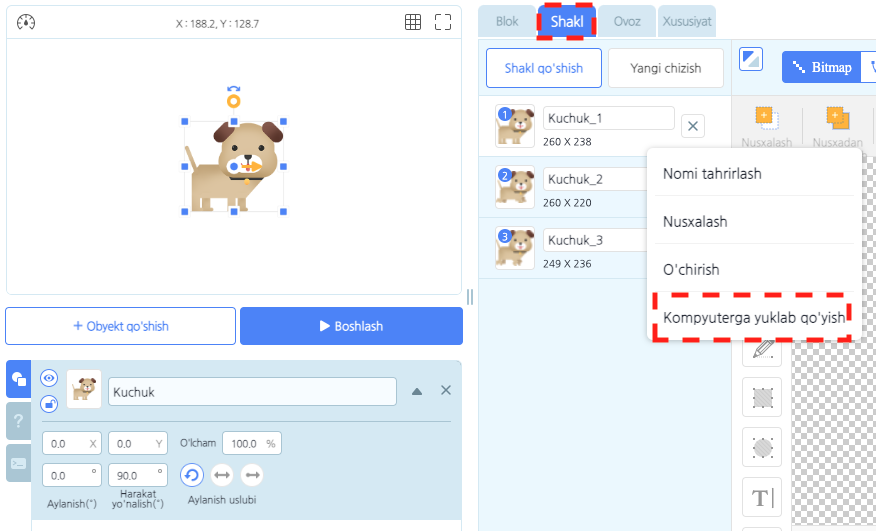 X : 188.2, Y : 128.7
Blok
Shakl
Ovoz
Xususiyat
Shakl qo'shish
Yangi chizish
Bitmap
1
Kuchuk_1
260 X 238
2
Kuchuk_2
260 X 220
3
Kuchuk_3
249 X 236
Nusxalash
Nusxadan
Nomi tahrirlash
Nusxalash
O'chirish
Kompyuterga yuklab qo'yish
+ Obyekt qo'shish
Boshlash
Kuchuk
0.0 X
0.0 Y
O'lcham
100.0 %
0.0 °
90.0 °
Aylanish(°)
Harakat
yo'nalish(°)
Aylanish uslubi
?
T